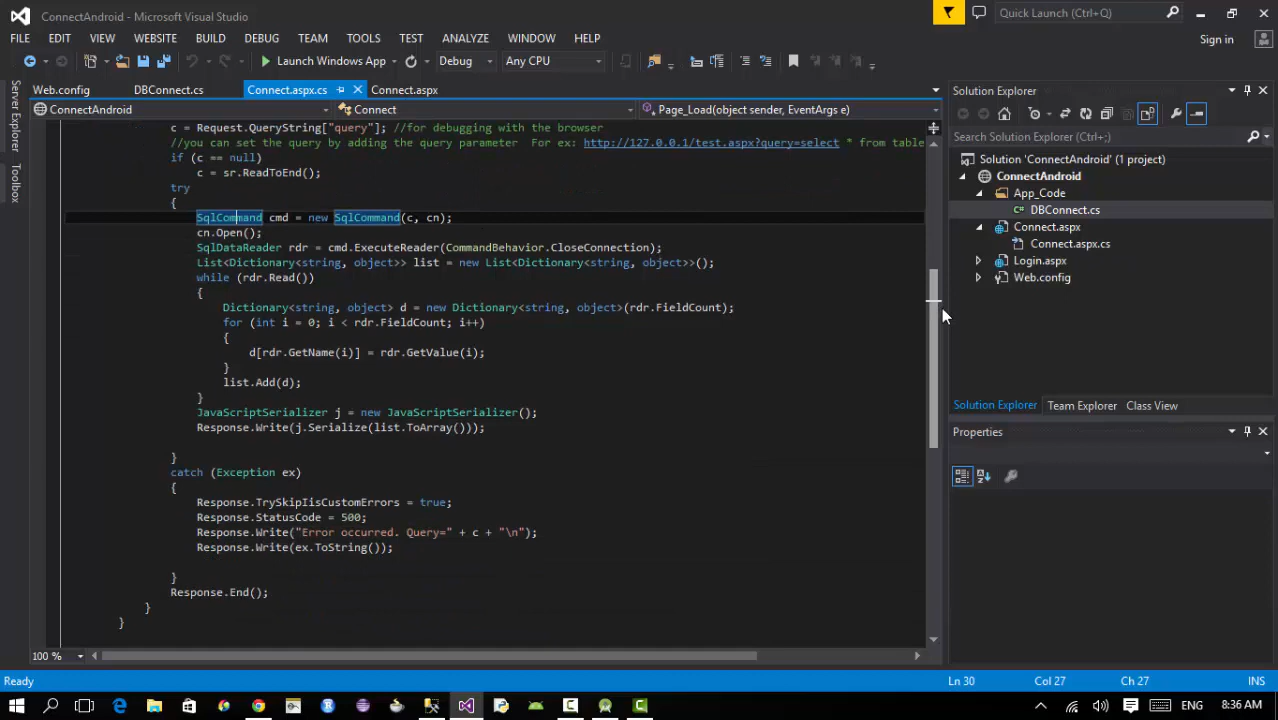 ConnectAndroid - Microsoft Visual Studio
Quick Launch (Ctrl+Q)
FILE EDIT VIEW WEBSITE BUILD DEBUG TEAM TOOLS TEST ANALYZE WINDOW HELP
Sign in
Launch Windows App
Debug
Any CPU
Server Explorer
Toolbox
Web.config
DBConnect.cs
Connect.aspx.cs
Connect.aspx
ConnectAndroid
Connect
Page_Load(object sender, EventArgs e)
c = Request.QueryString["query"]; //for debugging with the browser
//you can set the query by adding the query parameter  For ex: http://127.0.0.1/test.aspx?query=select * from table
if (c == null)
c = sr.ReadToEnd();
try
{
SqlCommand cmd = new SqlCommand(c, cn);
cn.Open();
SqlDataReader rdr = cmd.ExecuteReader(CommandBehavior.CloseConnection);
List<Dictionary<string, object>> list = new List<Dictionary<string, object>>();
while (rdr.Read())
{
Dictionary<string, object> d = new Dictionary<string, object>(rdr.FieldCount);
for (int i = 0; i < rdr.FieldCount; i++)
{
d[rdr.GetName(i)] = rdr.GetValue(i);
}
list.Add(d);
}
JavaScriptSerializer j = new JavaScriptSerializer();
Response.Write(j.Serialize(list.ToArray()));
}
catch (Exception ex)
{
Response.TrySkipIisCustomErrors = true;
Response.StatusCode = 500;
Response.Write("Error occurred. Query=" + c + "\n");
Response.Write(ex.ToString());
}
Response.End();
}
}
100 %
Solution Explorer
Search Solution Explorer (Ctrl+;)
Solution 'ConnectAndroid' (1 project)
ConnectAndroid
App_Code
DBConnect.cs
Connect.aspx
Connect.aspx.cs
Login.aspx
Web.config
Solution Explorer
Team Explorer
Class View
Properties
Ready
Ln 30
Col 27
Ch 27
INS
ENG
8:36 AM